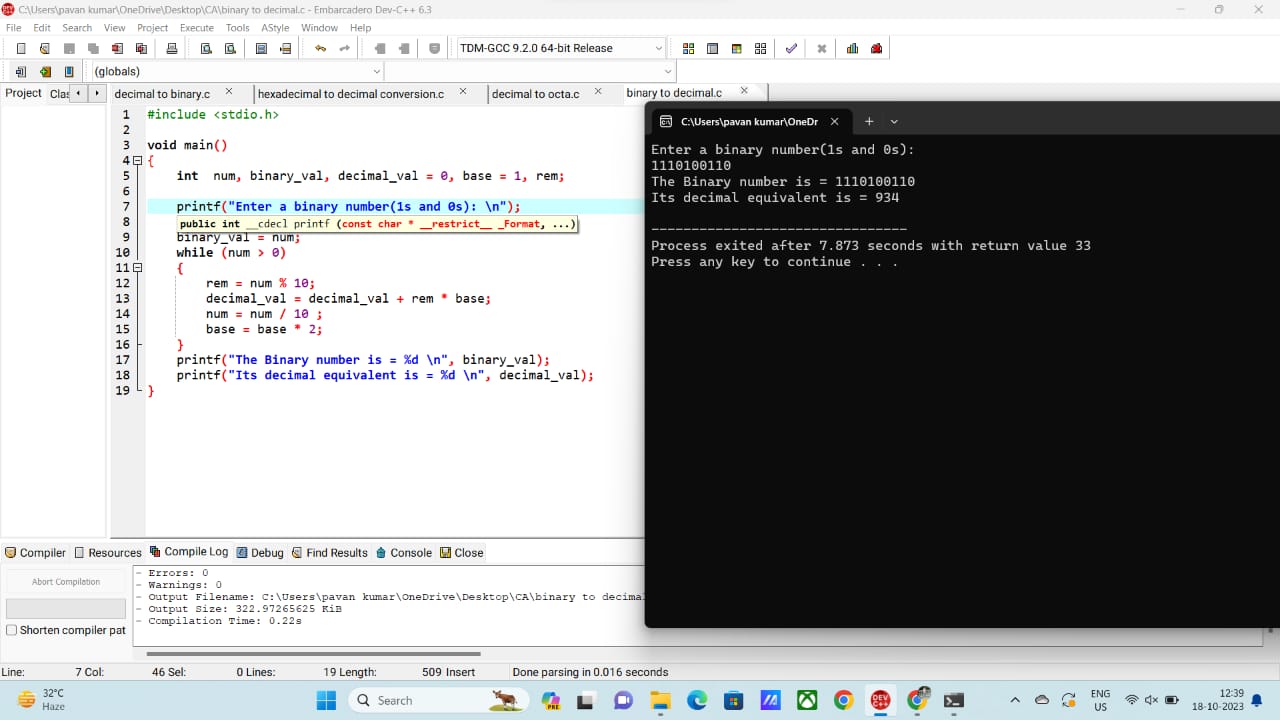 C:\Users\pavan kumar\OneDrive\Desktop\CA\binary to decimal.c - Embarcadero Dev-C++ 6.3
File Edit Search View Project Execute Tools AStyle Window Help
TDM-GCC 9.2.0 64-bit Release
(globals)
Project Clas decimal to binary.c hexadecimal to decimal conversion.c decimal to octa.c binary to decimal.c
1 #include <stdio.h>
2
3 void main()
4 {
5 int  num, binary_val, decimal_val = 0, base = 1, rem;
6
7 printf("Enter a binary number(1s and 0s): \n");
8 public int __cdecl printf (const char * __restrict__ _Format, ...)
9 binary_val = num;
10 while (num > 0)
11 {
12 rem = num % 10;
13 decimal_val = decimal_val + rem * base;
14 num = num / 10 ;
15 base = base * 2;
16 }
17 printf("The Binary number is = %d \n", binary_val);
18 printf("Its decimal equivalent is = %d \n", decimal_val);
19 }
C:\Users\pavan kumar\OneDr
Enter a binary number(1s and 0s):
1110100110
The Binary number is = 1110100110
Its decimal equivalent is = 934
--------------------------------
Process exited after 7.873 seconds with return value 33
Press any key to continue . . .
Compiler Resources Compile Log Debug Find Results Console Close
Abort Compilation
Shorten compiler pat
- Errors: 0
- Warnings: 0
- Output Filename: C:\Users\pavan kumar\OneDrive\Desktop\CA\binary to decimal
- Output Size: 322.97265625 KiB
- Compilation Time: 0.22s
Line: 7 Col: 46 Sel: 0 Lines: 19 Length: 509 Insert Done parsing in 0.016 seconds
32°C
Haze
Search
PRE
DEV
C++
ENG
US
12:39
18-10-2023